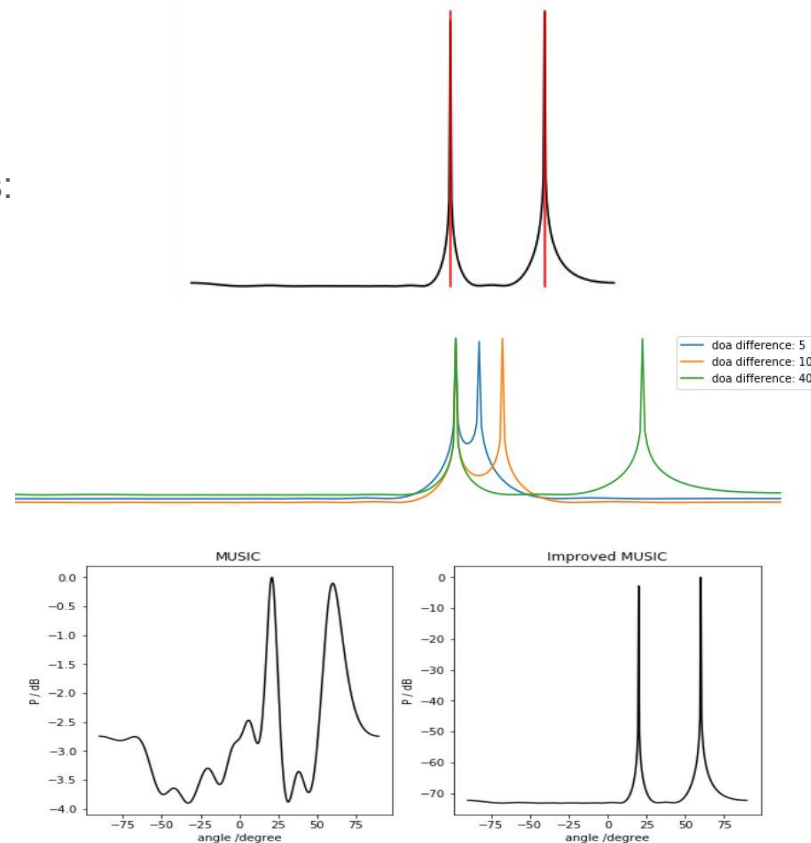 s:
doa difference: 5
doa difference: 10
doa difference: 40
MUSIC
0.0
−0.5
−1.0
−1.5
−2.0
−2.5
−3.0
−3.5
−4.0
P / dB
−75 −50 −25 0 25 50 75
angle /degree
Improved MUSIC
0
−10
−20
−30
−40
−50
−60
−70
P / dB
−75 −50 −25 0 25 50 75
angle /degree